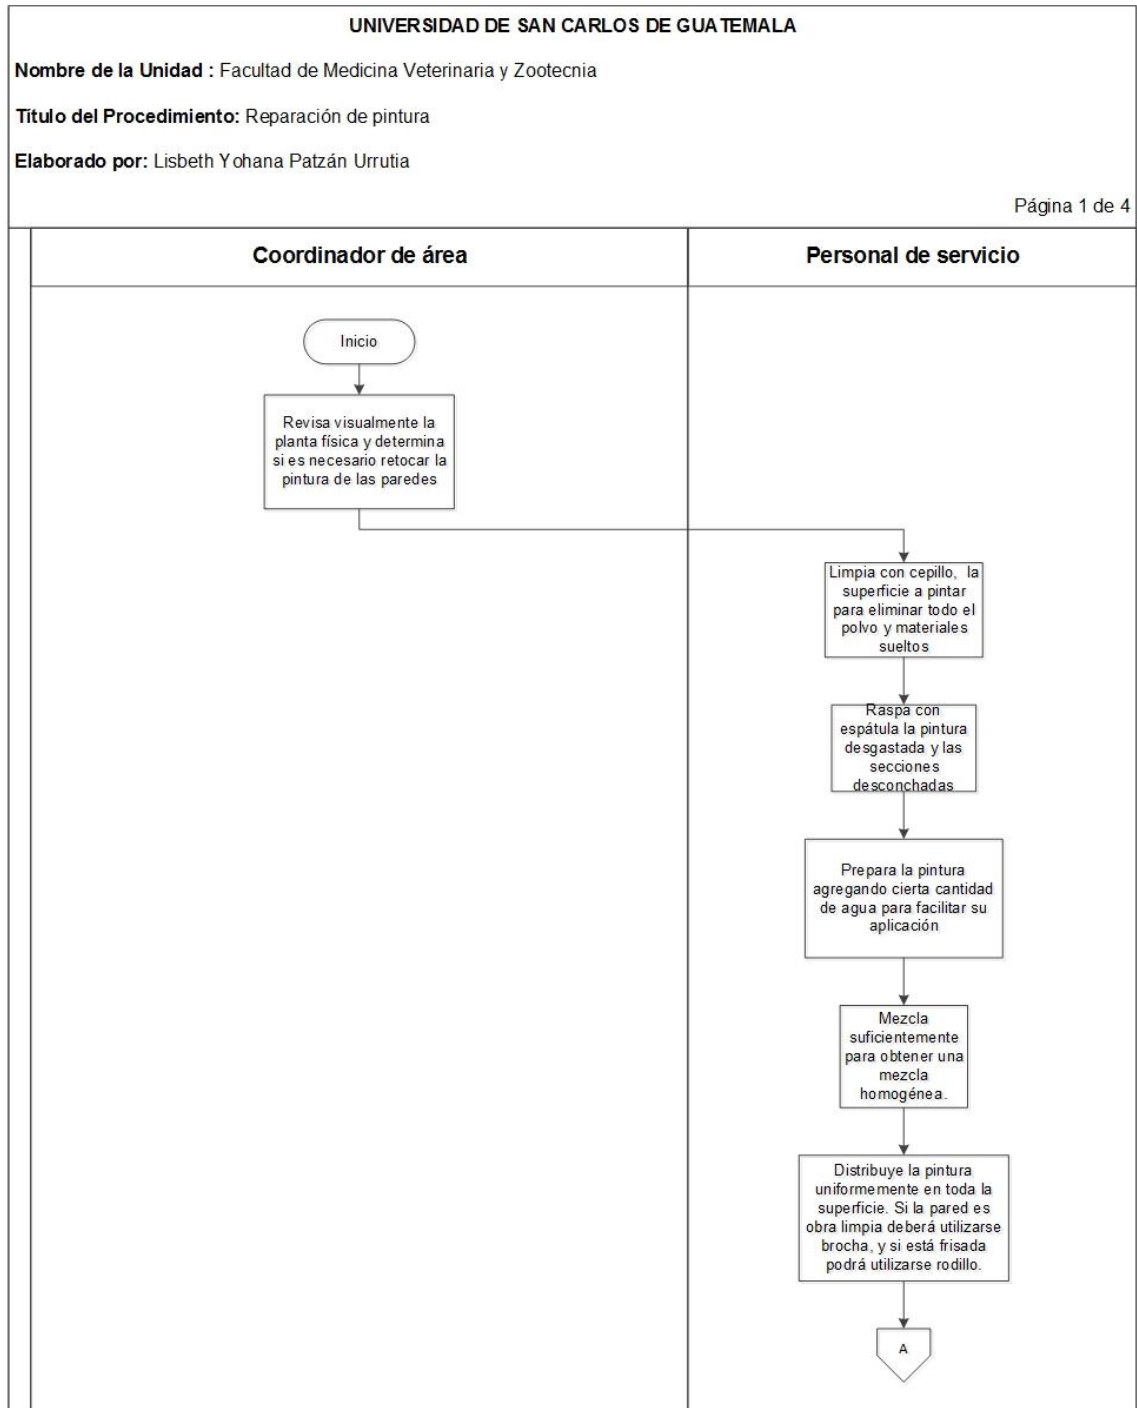 UNIVERSIDAD DE SAN CARLOS DE GUATEMALA
Nombre de la Unidad : Facultad de Medicina Veterinaria y Zootecnia
Título del Procedimiento: Reparación de pintura
Elaborado por: Lisbeth Yohana Patzán Urrutia
Página 1 de 4
Coordinador de área
Personal de servicio
Inicio
Revisa visualmente la
planta física y determina
si es necesario retocar la
pintura de las paredes
Limpia con cepillo, la
superficie a pintar
para eliminar todo el
polvo y materiales
sueltos
Raspa con
espátula la pintura
desgastada y las
secciones
desconchadas
Prepara la pintura
agregando cierta cantidad
de agua para facilitar su
aplicación
Mezcla
suficientemente
para obtener una
mezcla
homogénea.
Distribuye la pintura
uniformemente en toda la
superficie. Si la pared es
obra limpia deberá utilizarse
brocha, y si está frisada
podrá utilizarse rodillo.
A